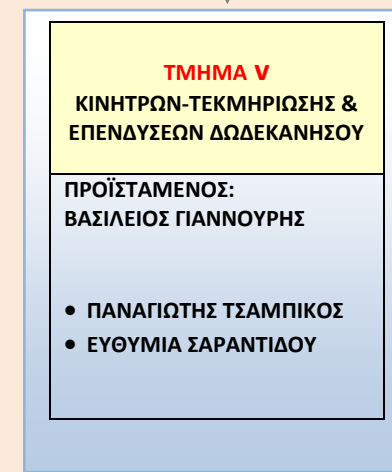 ΤΜΗΜΑ V
ΚΙΝΗΤΡΩΝ-ΤΕΚΜΗΡΙΩΣΗΣ &
ΕΠΕΝΔΥΣΕΩΝ ΔΩΔΕΚΑΝΗΣΟΥ
ΠΡΟΪΣΤΑΜΕΝΟΣ:
ΒΑΣΙΛΕΙΟΣ ΓΙΑΝΝΟΥΡΗΣ
• ΠΑΝΑΓΙΩΤΗΣ ΤΣΑΜΠΙΚΟΣ
• ΕΥΘΥΜΙΑ ΣΑΡΑΝΤΙΔΟΥ